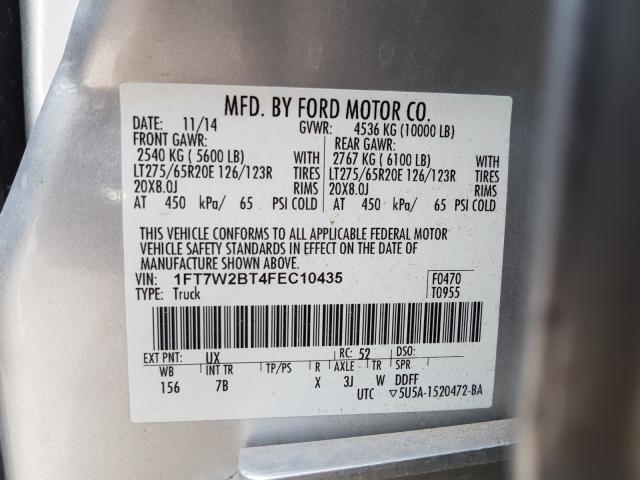 MFD. BY FORD MOTOR CO.
DATE: 11/14 GVWR: 4536 KG (10000 LB)
FRONT GAWR: REAR GAWR:
2540 KG ( 5600 LB) WITH 2767 KG ( 6100 LB) WITH
LT275/65R20E 126/123R TIRES LT275/65R20E 126/123R TIRES
20X8.0J RIMS 20X8.0J RIMS
AT 450 kPa/ 65 PSI COLD AT 450 kPa/ 65 PSI COLD
THIS VEHICLE CONFORMS TO ALL APPLICABLE FEDERAL MOTOR
VEHICLE SAFETY STANDARDS IN EFFECT ON THE DATE OF
MANUFACTURE SHOWN ABOVE.
VIN: 1FT7W2BT4FEC10435 F0470
TYPE: Truck T0955
EXT PNT: UX RC: 52 DSO:
WB INT TR TP/PS R AXLE TR SPR
156 7B X 3J W DDFF
UTC ▽5U5A-1520472-BA